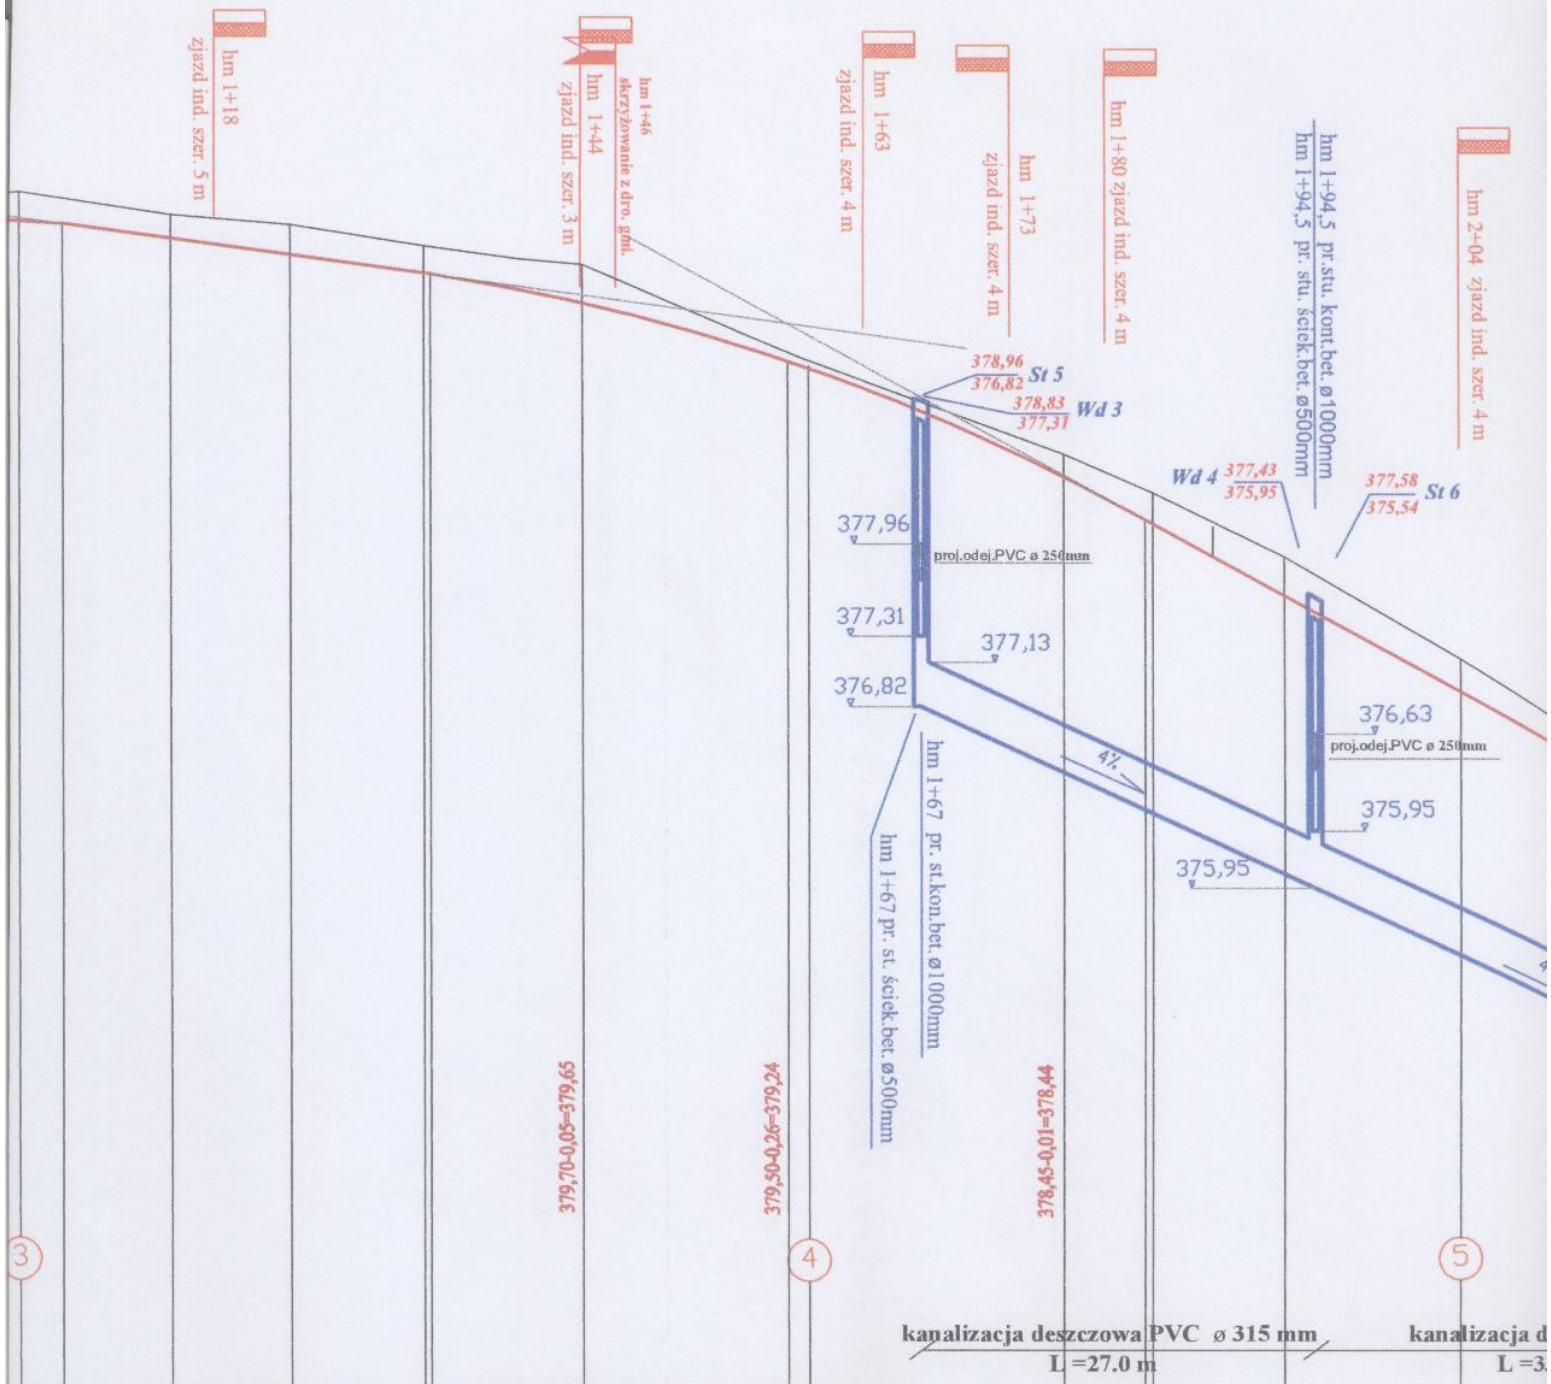 hm 1+18
zjazd ind. szer. 5 m
hm 1+46
skrzyżowanie z dro. gmi.
hm 1+44
zjazd ind. szer. 3 m
hm 1+63
zjazd ind. szer. 4 m
hm 1+73
zjazd ind. szer. 4 m
hm 1+80 zjazd ind. szer. 4 m
hm 1+94,5 pr.stu. kont.bet. ø1000mm
hm 1+94,5 pr. stu. ściek.bet. ø500mm
hm 2+04 zjazd ind. szer. 4 m
378,96
376,82 St 5
378,83
377,31 Wd 3
Wd 4 377,43
375,95
377,58
375,54 St 6
377,96
proj.odej.PVC ø 250mm
377,31
377,13
376,82
4%
376,63
proj.odej.PVC ø 250mm
375,95
375,95
hm 1+67 pr. st.kon.bet. ø1000mm
hm 1+67 pr. st. ściek.bet. ø500mm
379,70-0,05=379,65
379,50-0,26=379,24
378,45-0,01=378,44
3
4
5
kanalizacja deszczowa PVC ø 315 mm
L =27.0 m
kanalizacja d
L =3